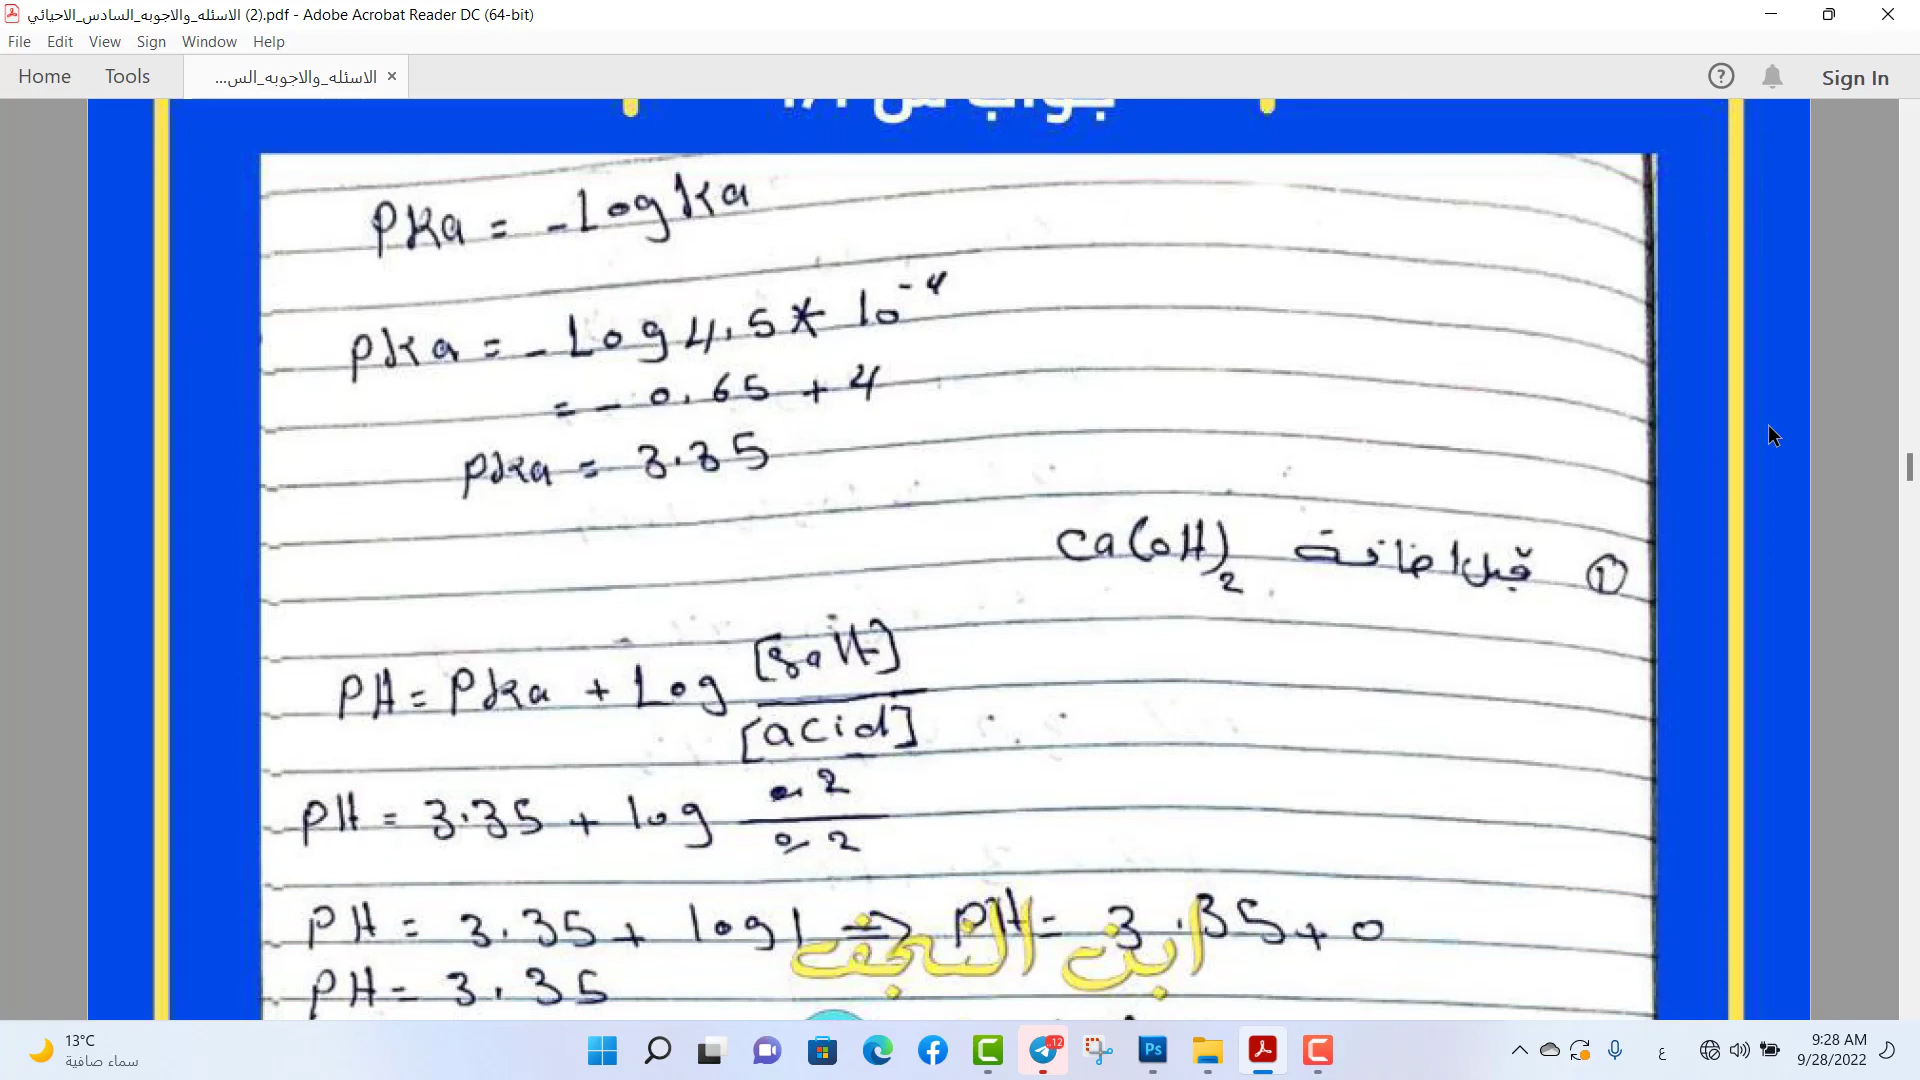 الاسئله_والاجوبه_السادس_الاحيائي (2).pdf - Adobe Acrobat Reader DC (64-bit)
File Edit View Sign Window Help
Home Tools الاسئله_والاجوبه_الس... × Sign In
جواب س
PKa = - Log Ka
PKa = - Log 4.5 * 10⁻⁴
= - 0.65 + 4
PKa = 3.35
① قبل اضافة Ca(OH)₂
PH = PKa + Log [Salt] / [acid]
PH = 3.35 + log 0.2 / 0.2
PH = 3.35 + log 1 => PH = 3.35 + 0
ابن النجف
PH = 3.35
13°C
سماء صافية
12
Ps
ع
9:28 AM
9/28/2022